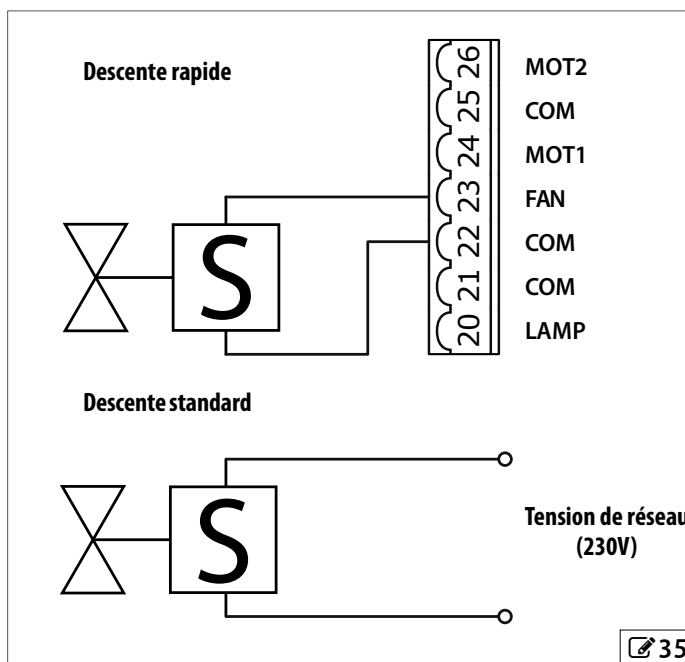 Descente rapide
26 MOT2
25 COM
24 MOT1
23 FAN
22 COM
21 COM
20 LAMP
S
Descente standard
S
Tension de réseau
(230V)
35